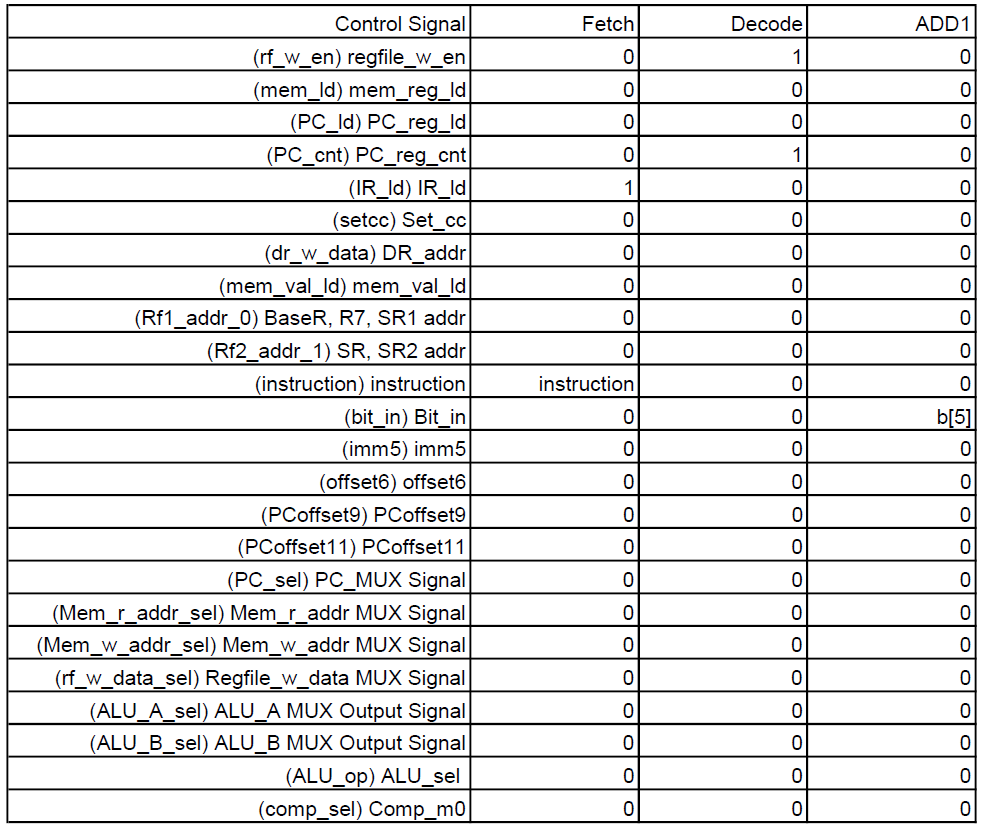 Control Signal Fetch Decode ADD1
(rf_w_en) regfile_w_en 0 1 0
(mem_ld) mem_reg_ld 0 0 0
(PC_ld) PC_reg_ld 0 0 0
(PC_cnt) PC_reg_cnt 0 1 0
(IR_ld) IR_ld 1 0 0
(setcc) Set_cc 0 0 0
(dr_w_data) DR_addr 0 0 0
(mem_val_ld) mem_val_ld 0 0 0
(Rf1_addr_0) BaseR, R7, SR1 addr 0 0 0
(Rf2_addr_1) SR, SR2 addr 0 0 0
(instruction) instruction instruction 0 0
(bit_in) Bit_in 0 0 b[5]
(imm5) imm5 0 0 0
(offset6) offset6 0 0 0
(PCoffset9) PCoffset9 0 0 0
(PCoffset11) PCoffset11 0 0 0
(PC_sel) PC_MUX Signal 0 0 0
(Mem_r_addr_sel) Mem_r_addr MUX Signal 0 0 0
(Mem_w_addr_sel) Mem_w_addr MUX Signal 0 0 0
(rf_w_data_sel) Regfile_w_data MUX Signal 0 0 0
(ALU_A_sel) ALU_A MUX Output Signal 0 0 0
(ALU_B_sel) ALU_B MUX Output Signal 0 0 0
(ALU_op) ALU_sel 0 0 0
(comp_sel) Comp_m0 0 0 0